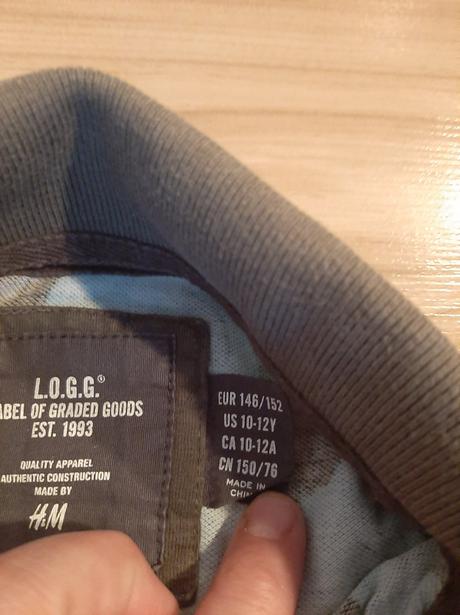 L.O.G.G.®
ABEL OF GRADED GOODS
EST. 1993
QUALITY APPAREL
AUTHENTIC CONSTRUCTION
MADE BY
H&M
EUR 146/152
US 10-12Y
CA 10-12A
CN 150/76
MADE IN
CHIN